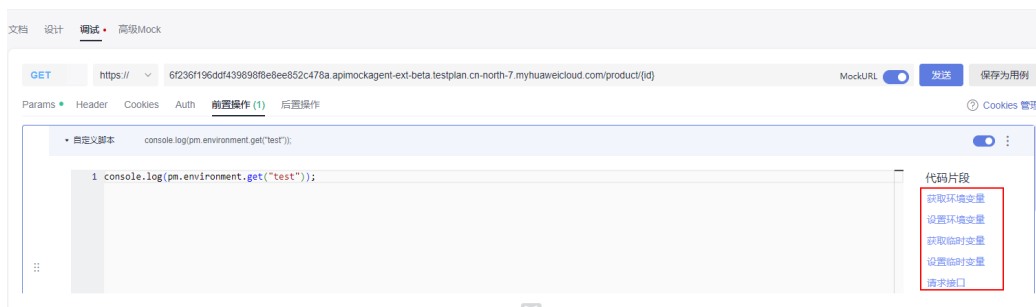 文档 设计 调试 高级Mock
GET https:// 6f236f196ddf439898f8e8ee852c478a.apimockagent-ext-beta.testplan.cn-north-7.myhuaweicloud.com/product/{id} MockURL 发送 保存为用例
Params Header Cookies Auth 前置操作 (1) 后置操作 Cookies 管理
自定义脚本 console.log(pm.environment.get("test"));
1 console.log(pm.environment.get("test"));
代码片段
获取环境变量
设置环境变量
获取临时变量
设置临时变量
请求接口